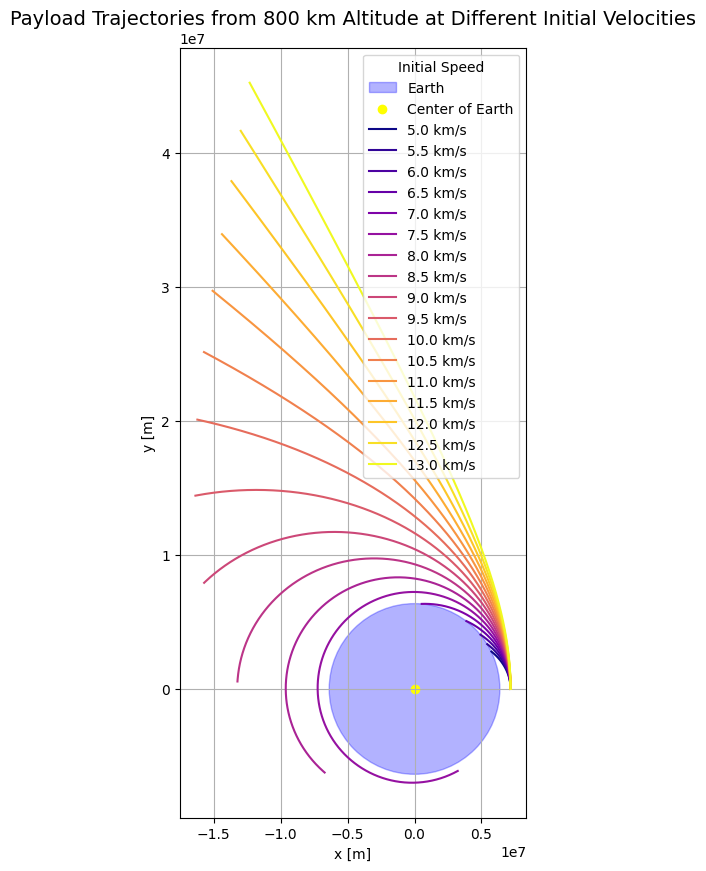 Payload Trajectories from 800 km Altitude at Different Initial Velocities
1e7
Initial Speed
Earth
Center of Earth
5.0 km/s
5.5 km/s
6.0 km/s
6.5 km/s
7.0 km/s
7.5 km/s
8.0 km/s
8.5 km/s
9.0 km/s
9.5 km/s
10.0 km/s
10.5 km/s
11.0 km/s
11.5 km/s
12.0 km/s
12.5 km/s
13.0 km/s
4
3
2
1
0
y [m]
−1.5 −1.0 −0.5 0.0 0.5
x [m]
1e7